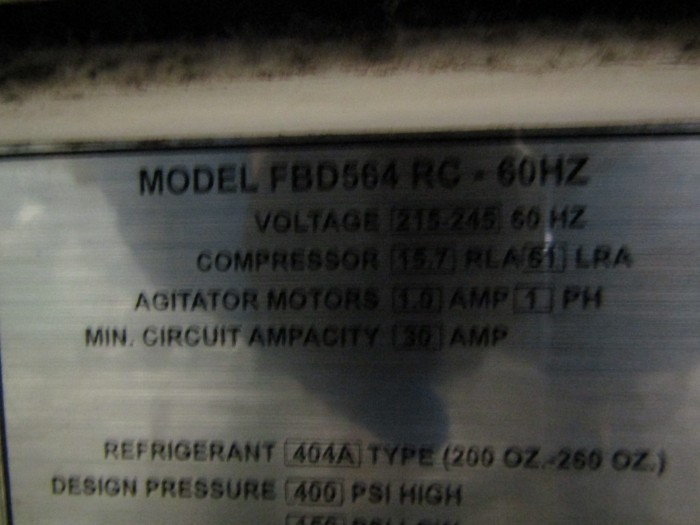 MODEL FBD564 RC - 60HZ
VOLTAGE 215-245 60 HZ
COMPRESSOR 15.7 RLA 61 LRA
AGITATOR MOTORS 1.0 AMP 1 PH
MIN. CIRCUIT AMPACITY 30 AMP
REFRIGERANT 404A TYPE (200 OZ.-260 OZ.)
DESIGN PRESSURE 400 PSI HIGH